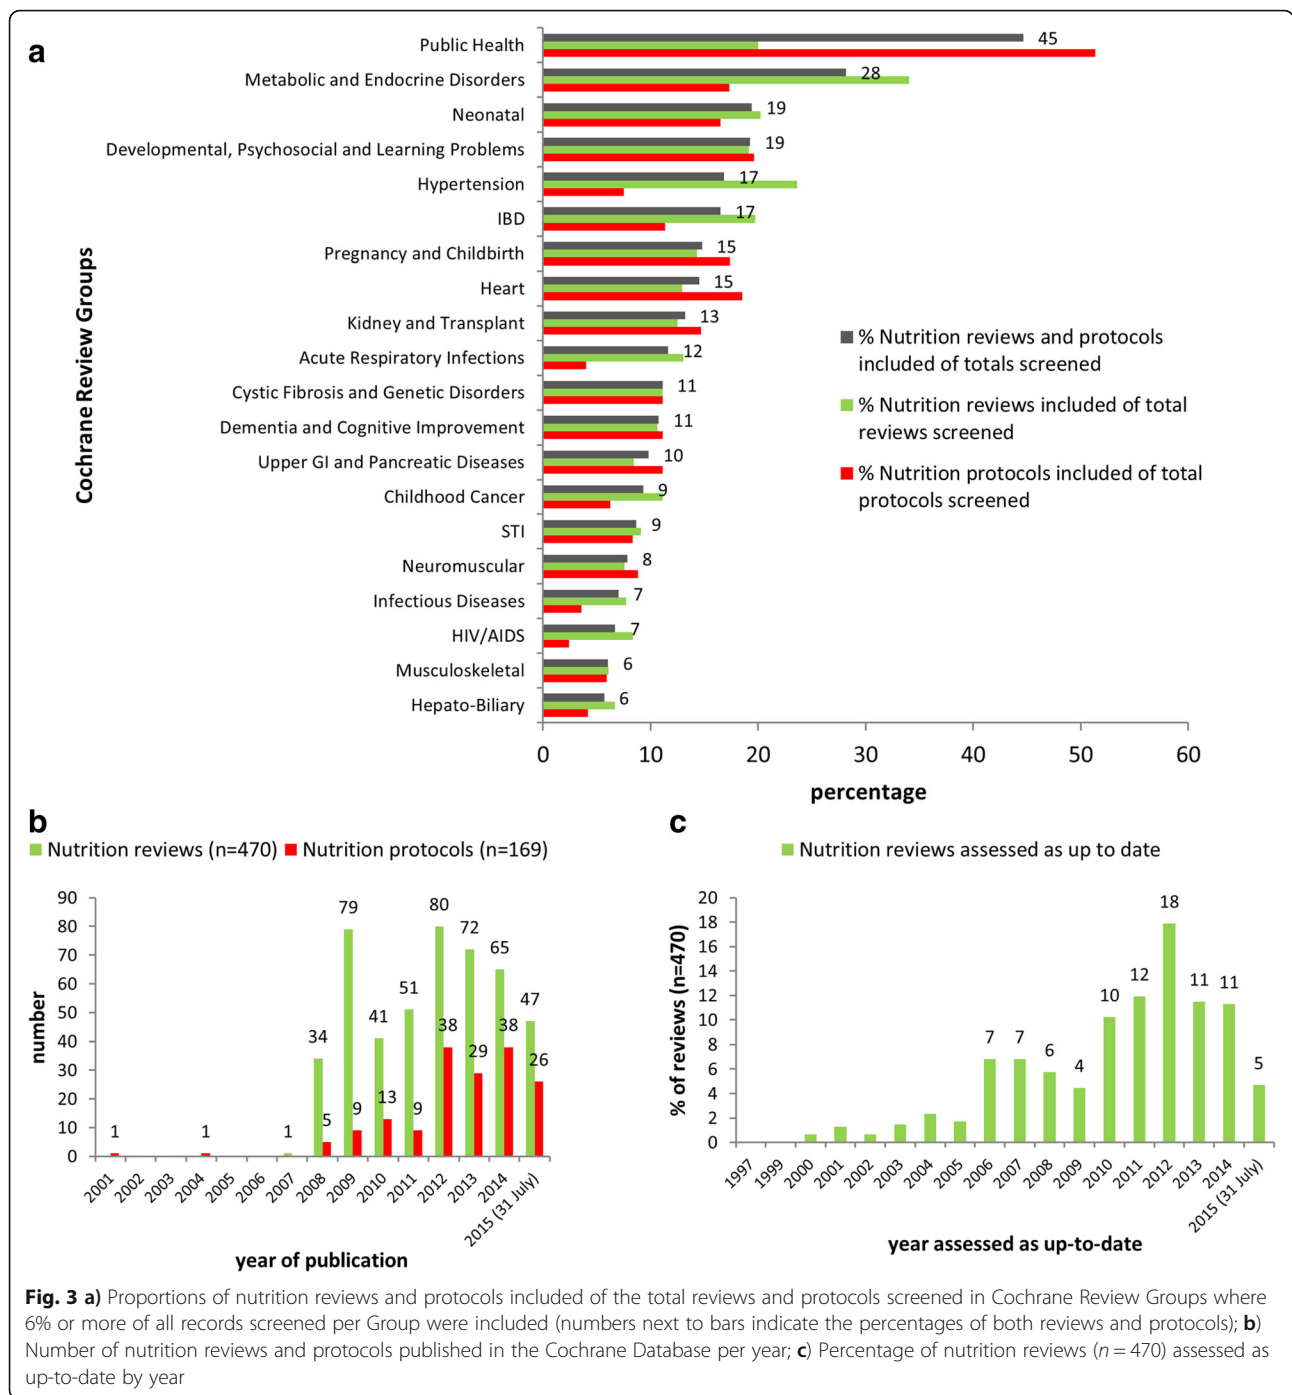 a
Public Health 45
Metabolic and Endocrine Disorders 28
Neonatal 19
Developmental, Psychosocial and Learning Problems 19
Hypertension 17
IBD 17
Pregnancy and Childbirth 15
Heart 15
Kidney and Transplant 13
Acute Respiratory Infections 12
Cystic Fibrosis and Genetic Disorders 11
Dementia and Cognitive Improvement 11
Upper GI and Pancreatic Diseases 10
Childhood Cancer 9
STI 9
Neuromuscular 8
Infectious Diseases 7
HIV/AIDS 7
Musculoskeletal 6
Hepato-Biliary 6
Cochrane Review Groups
% Nutrition reviews and protocols
included of totals screened
% Nutrition reviews included of total
reviews screened
% Nutrition protocols included of total
protocols screened
0 10 20 30 40 50 60
percentage
b
Nutrition reviews (n=470) Nutrition protocols (n=169)
90
80
70
60
50
40
30
20
10
0
number
1 1 1 34 5 79 9 41 13 51 9 80 38 72 29 65 38 47 26
2001 2002 2003 2004 2005 2006 2007 2008 2009 2010 2011 2012 2013 2014 2015 (31 July)
year of publication
c
Nutrition reviews assessed as up to date
20
18
16
14
12
10
8
6
4
2
0
% of reviews (n=470)
7 7 6 4 10 12 18 11 11 5
1997 1999 2000 2001 2002 2003 2004 2005 2006 2007 2008 2009 2010 2011 2012 2013 2014 2015 (31 July)
year assessed as up-to-date
Fig. 3 a) Proportions of nutrition reviews and protocols included of the total reviews and protocols screened in Cochrane Review Groups where
6% or more of all records screened per Group were included (numbers next to bars indicate the percentages of both reviews and protocols); b)
Number of nutrition reviews and protocols published in the Cochrane Database per year; c) Percentage of nutrition reviews (n = 470) assessed as
up-to-date by year